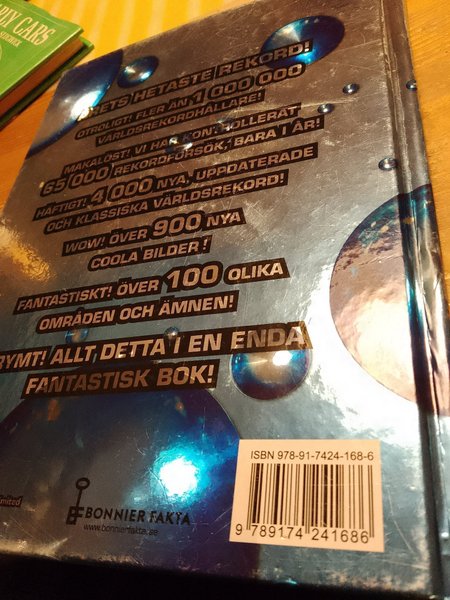 RLY CARS
ÅRETS HETASTE REKORD!
OTROLIGT! FLER ÄN 1 000 000
VÄRLDSREKORDHÅLLARE!
MAKALÖST! VI HAR KONTROLLERAT
65 000 REKORDFÖRSÖK, BARA I ÅR!
HÄFTIGT! 4 000 NYA, UPPDATERADE
OCH KLASSISKA VÄRLDSREKORD!
WOW! ÖVER 900 NYA
COOLA BILDER!
FANTASTISKT! ÖVER 100 OLIKA
OMRÅDEN OCH ÄMNEN!
RYMT! ALLT DETTA I EN ENDA
FANTASTISK BOK!
ISBN 978-91-7424-168-6
9 789174 241686
BONNIER FAKTA
www.bonnierfakta.se